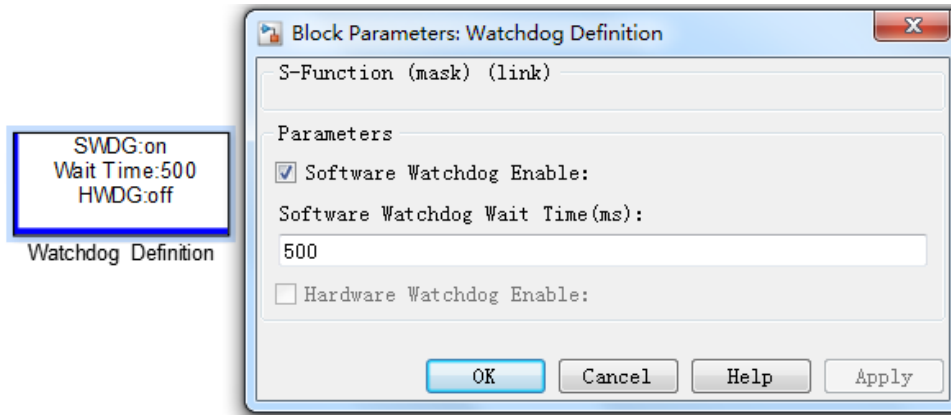 SWDG:on
Wait Time:500
HWDG:off
Watchdog Definition
Block Parameters: Watchdog Definition
S-Function (mask) (link)
Parameters
Software Watchdog Enable:
Software Watchdog Wait Time(ms):
500
Hardware Watchdog Enable:
OK Cancel Help Apply